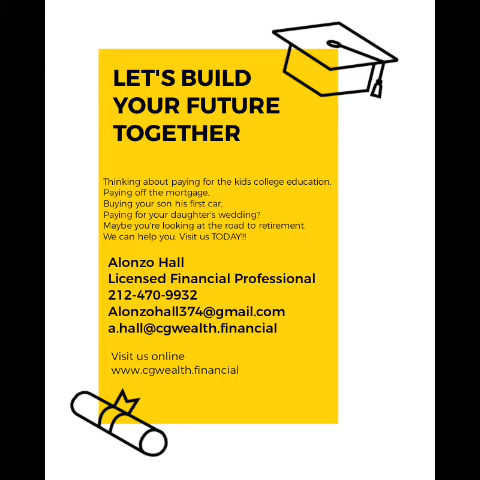 LET'S BUILD
YOUR FUTURE
TOGETHER
Thinking about paying for the kids college education.
Paying off the mortgage.
Buying your son his first car,
Paying for your daughter's wedding?
Maybe you're looking at the road to retirement.
We can help you. Visit us TODAY!!!
Alonzo Hall
Licensed Financial Professional
212-470-9932
Alonzohall374@gmail.com
a.hall@cgwealth.financial
Visit us online
www.cgwealth.financial